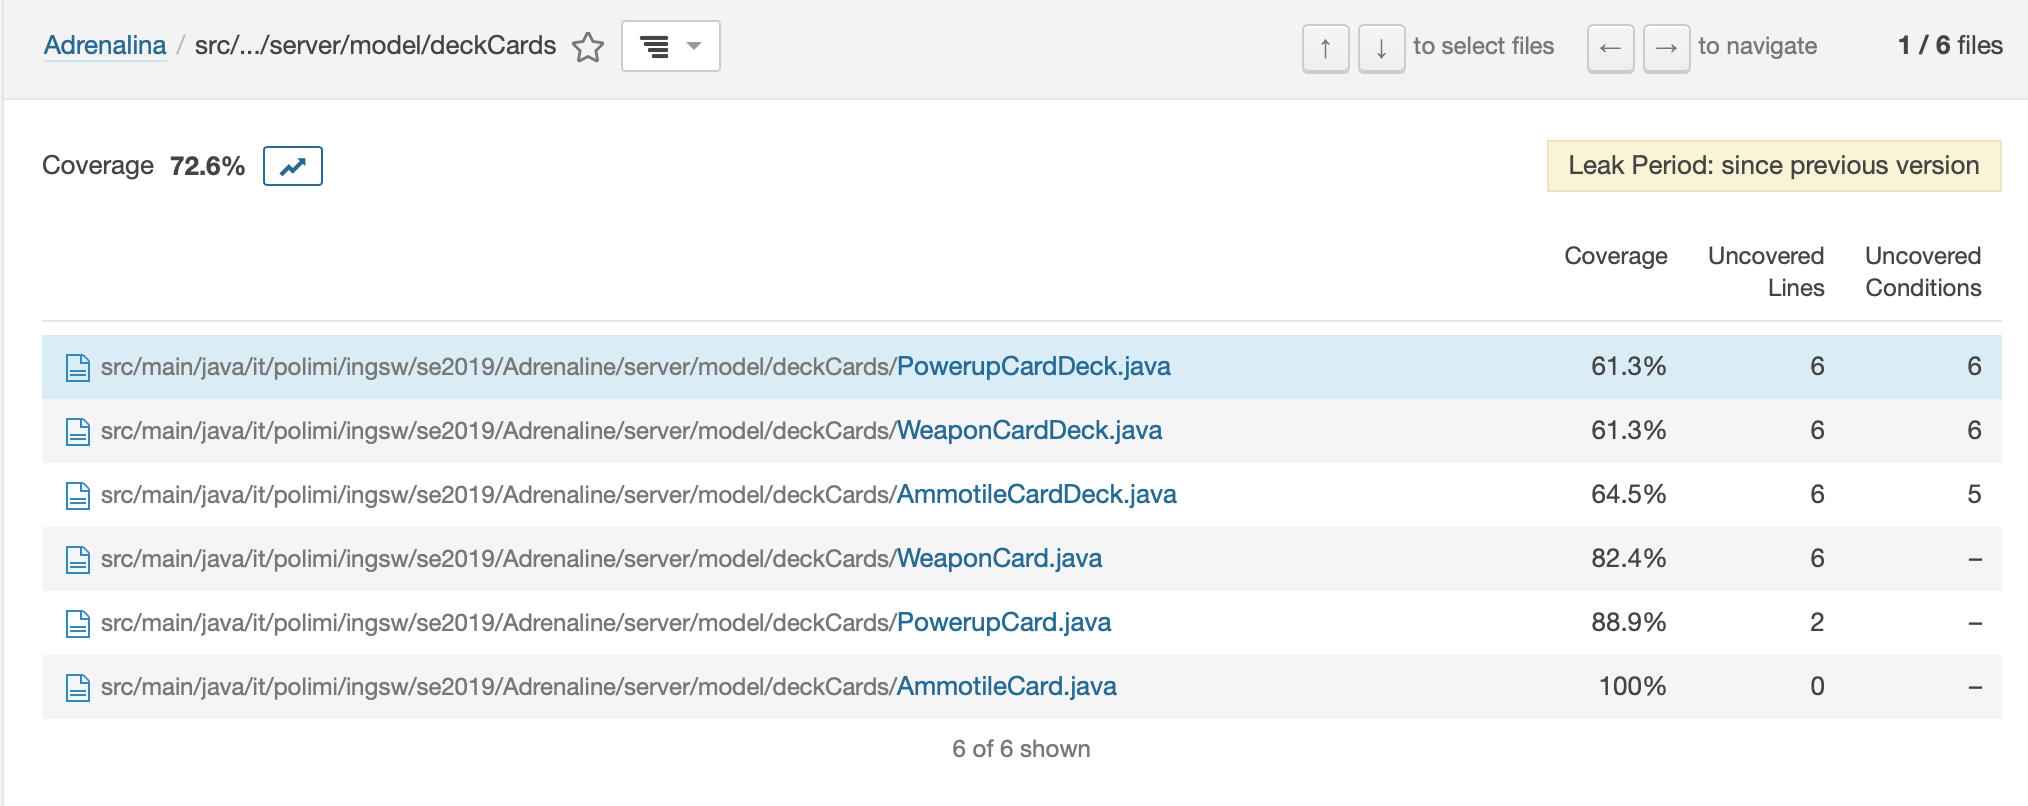 Adrenalina / src/.../server/model/deckCards ↑ ↓ to select files ← → to navigate 1 / 6 files
Coverage 72.6% Leak Period: since previous version
Coverage Uncovered Lines Uncovered Conditions
src/main/java/it/polimi/ingsw/se2019/Adrenaline/server/model/deckCards/PowerupCardDeck.java 61.3% 6 6
src/main/java/it/polimi/ingsw/se2019/Adrenaline/server/model/deckCards/WeaponCardDeck.java 61.3% 6 6
src/main/java/it/polimi/ingsw/se2019/Adrenaline/server/model/deckCards/AmmotileCardDeck.java 64.5% 6 5
src/main/java/it/polimi/ingsw/se2019/Adrenaline/server/model/deckCards/WeaponCard.java 82.4% 6 –
src/main/java/it/polimi/ingsw/se2019/Adrenaline/server/model/deckCards/PowerupCard.java 88.9% 2 –
src/main/java/it/polimi/ingsw/se2019/Adrenaline/server/model/deckCards/AmmotileCard.java 100% 0 –
6 of 6 shown